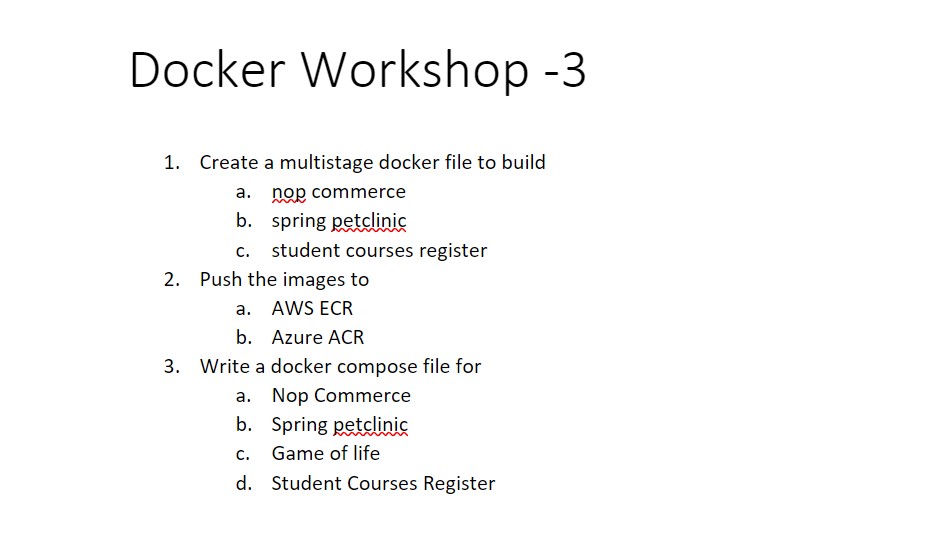 Docker Workshop -3
1. Create a multistage docker file to build
a. nop commerce
b. spring petclinic
c. student courses register
2. Push the images to
a. AWS ECR
b. Azure ACR
3. Write a docker compose file for
a. Nop Commerce
b. Spring petclinic
c. Game of life
d. Student Courses Register